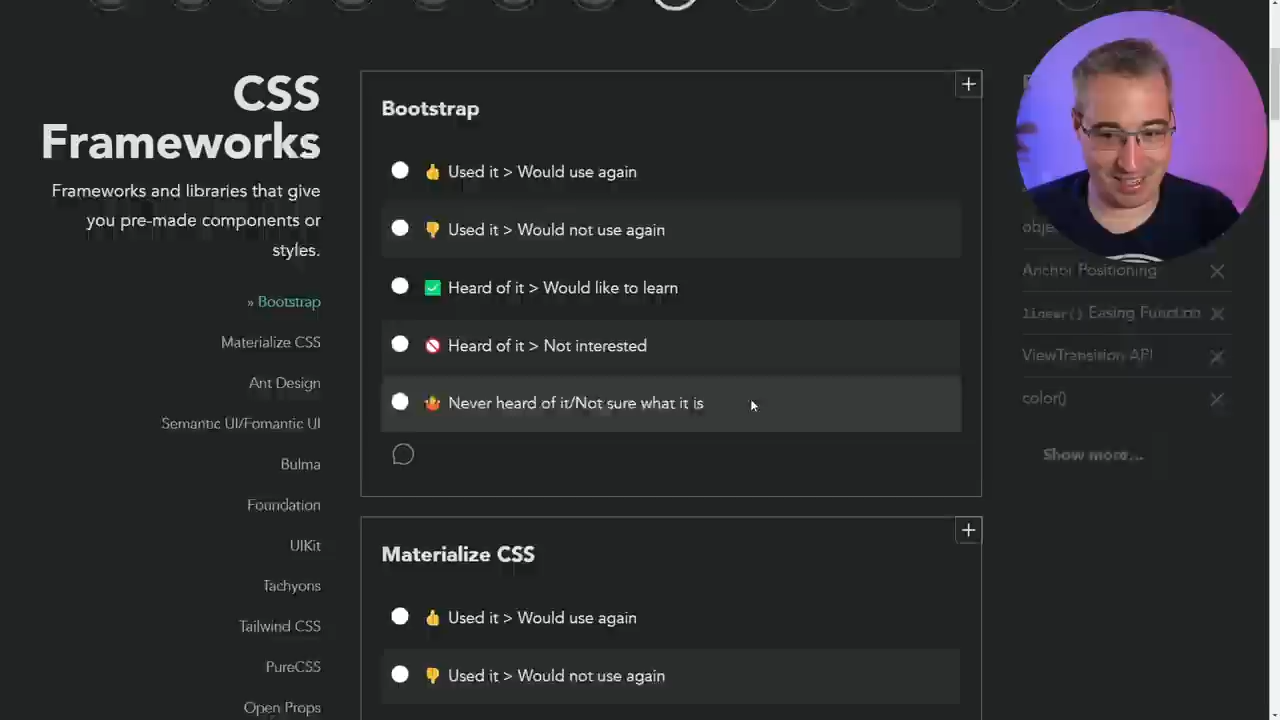 CSS
Frameworks
Frameworks and libraries that give
you pre-made components or
styles.
» Bootstrap
Materialize CSS
Ant Design
Semantic UI/Fomantic UI
Bulma
Foundation
UIKit
Tachyons
Tailwind CSS
PureCSS
Open Props
Bootstrap
👍 Used it > Would use again
👎 Used it > Would not use again
✅ Heard of it > Would like to learn
🚫 Heard of it > Not interested
🤷 Never heard of it/Not sure what it is
Materialize CSS
👍 Used it > Would use again
👎 Used it > Would not use again
Anchor Positioning
linear() Easing Function
ViewTransition API
color()
Show more...